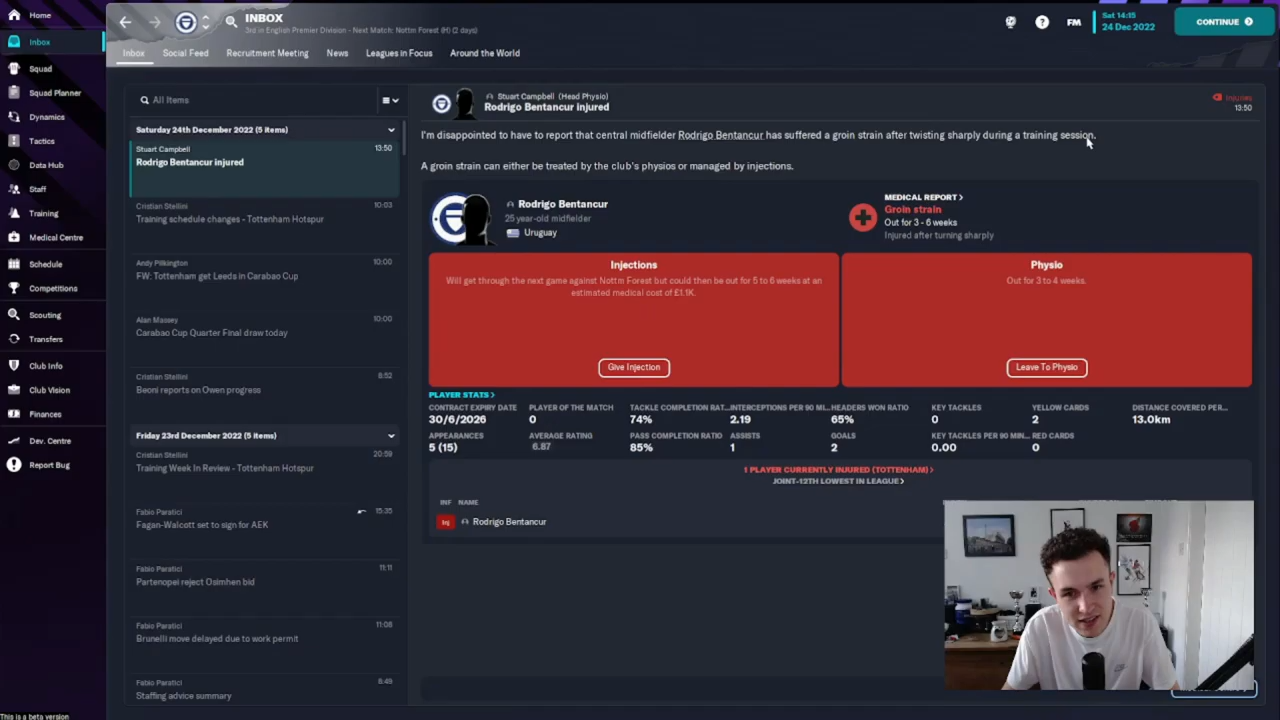 Home
Inbox
Squad
Squad Planner
Dynamics
Tactics
Data Hub
Staff
Training
Medical Centre
Schedule
Competitions
Scouting
Transfers
Club Info
Club Vision
Finances
Dev. Centre
Report Bug
This is a beta version
INBOX
3rd in English Premier Division - Next Match: Nottm Forest (H) (2 days)
FM
Sat 14:15
24 Dec 2022
CONTINUE
Inbox Social Feed Recruitment Meeting News Leagues in Focus Around the World
All Items
Saturday 24th December 2022 (5 items)
Stuart Campbell 13:50
Rodrigo Bentancur injured
Cristian Stellini 10:03
Training schedule changes - Tottenham Hotspur
Andy Pilkington 10:00
FW: Tottenham get Leeds in Carabao Cup
Alan Massey 10:00
Carabao Cup Quarter Final draw today
Cristian Stellini 8:52
Beoni reports on Owen progress
Friday 23rd December 2022 (5 items)
Cristian Stellini 20:59
Training Week In Review - Tottenham Hotspur
Fabio Paratici 15:35
Fagan-Walcott set to sign for AEK
Fabio Paratici 11:11
Partenopei reject Osimhen bid
Fabio Paratici 11:08
Brunelli move delayed due to work permit
Fabio Paratici 8:49
Staffing advice summary
Stuart Campbell (Head Physio)
Rodrigo Bentancur injured
Injuries
13:50
I'm disappointed to have to report that central midfielder Rodrigo Bentancur has suffered a groin strain after twisting sharply during a training session.
A groin strain can either be treated by the club's physios or managed by injections.
Rodrigo Bentancur
25 year-old midfielder
Uruguay
MEDICAL REPORT >
Groin strain
Out for 3 - 6 weeks
Injured after turning sharply
Injections
Will get through the next game against Nottm Forest but could then be out for 5 to 6 weeks at an
estimated medical cost of £1.1K.
Give Injection
Physio
Out for 3 to 4 weeks.
Leave To Physio
PLAYER STATS >
CONTRACT EXPIRY DATE PLAYER OF THE MATCH TACKLE COMPLETION RAT... INTERCEPTIONS PER 90 MI... HEADERS WON RATIO KEY TACKLES YELLOW CARDS DISTANCE COVERED PER...
30/6/2026 0 74% 2.19 65% 0 2 13.0km
APPEARANCES AVERAGE RATING PASS COMPLETION RATIO ASSISTS GOALS KEY TACKLES PER 90 MIN... RED CARDS
5 (15) 6.87 85% 1 2 0.00 0
1 PLAYER CURRENTLY INJURED (TOTTENHAM) >
JOINT-12TH LOWEST IN LEAGUE >
INF NAME
Inj Rodrigo Bentancur